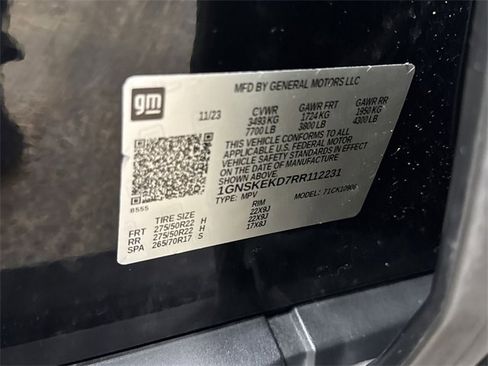 gm
MFD BY GENERAL MOTORS LLC
11/23 GVWR GAWR FRT GAWR RR
3493 KG 1724 KG 1950 KG
7700 LB 3800 LB 4300 LB
THIS VEHICLE CONFORMS TO ALL
APPLICABLE U.S. FEDERAL MOTOR
VEHICLE SAFETY STANDARDS IN EFFECT
ON THE DATE OF MANUFACTURE
SHOWN ABOVE.
1GNSKEKD7RR112231
TYPE: MPV MODEL: 71CK10906
B555
TIRE SIZE RIM
FRT 275/50R22 H 22X9J
RR 275/50R22 H 22X9J
SPA 265/70R17 S 17X8J